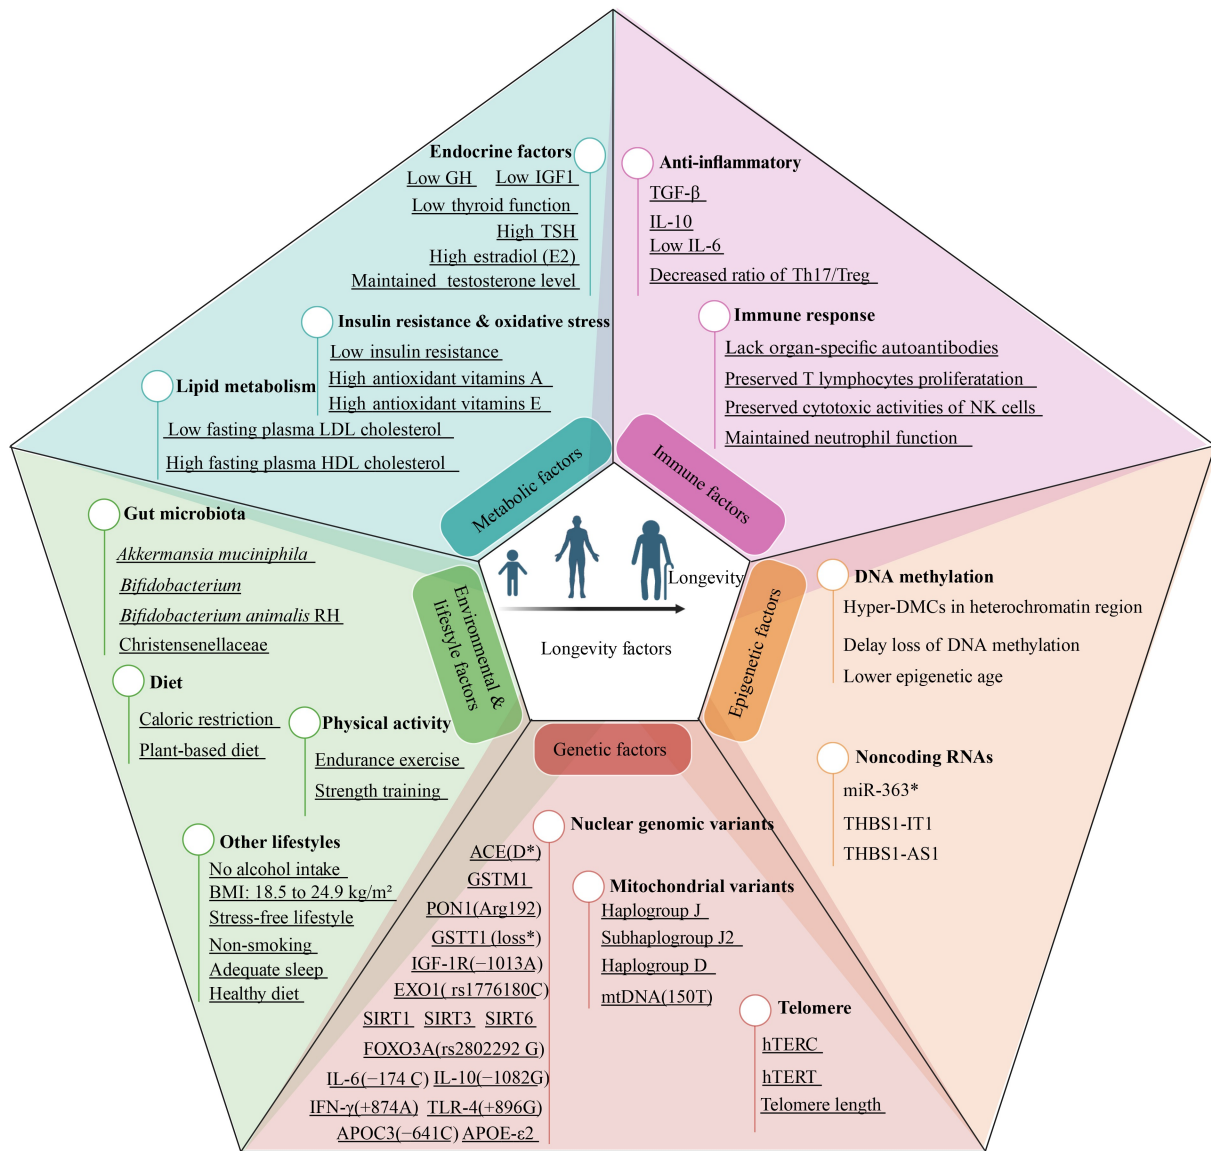 Endocrine factors
Low GH Low IGF1
Low thyroid function
High TSH
High estradiol (E2)
Maintained testosterone level
Insulin resistance & oxidative stress
Low insulin resistance
High antioxidant vitamins A
High antioxidant vitamins E
Lipid metabolism
Low fasting plasma LDL cholesterol
High fasting plasma HDL cholesterol
Metabolic factors
Anti-inflammatory
TGF-β
IL-10
Low IL-6
Decreased ratio of Th17/Treg
Immune response
Lack organ-specific autoantibodies
Preserved T lymphocytes proliferatation
Preserved cytotoxic activities of NK cells
Maintained neutrophil function
Immune factors
Gut microbiota
Akkermansia muciniphila
Bifidobacterium
Bifidobacterium animalis RH
Christensenellaceae
Diet
Caloric restriction
Plant-based diet
Physical activity
Endurance exercise
Strength training
Other lifestyles
No alcohol intake
BMI: 18.5 to 24.9 kg/m²
Stress-free lifestyle
Non-smoking
Adequate sleep
Healthy diet
Environmental &
lifestyle factors
Longevity
Longevity factors
Epigenetic factors
DNA methylation
Hyper-DMCs in heterochromatin region
Delay loss of DNA methylation
Lower epigenetic age
Noncoding RNAs
miR-363*
THBS1-IT1
THBS1-AS1
Genetic factors
Nuclear genomic variants
ACE(D*)
GSTM1
PON1(Arg192)
GSTT1 (loss*)
IGF-1R(−1013A)
EXO1( rs1776180C)
SIRT1 SIRT3 SIRT6
FOXO3A(rs2802292 G)
IL-6(−174 C) IL-10(−1082G)
IFN-γ(+874A) TLR-4(+896G)
APOC3(−641C) APOE-ε2
Mitochondrial variants
Haplogroup J
Subhaplogroup J2
Haplogroup D
mtDNA(150T)
Telomere
hTERC
hTERT
Telomere length